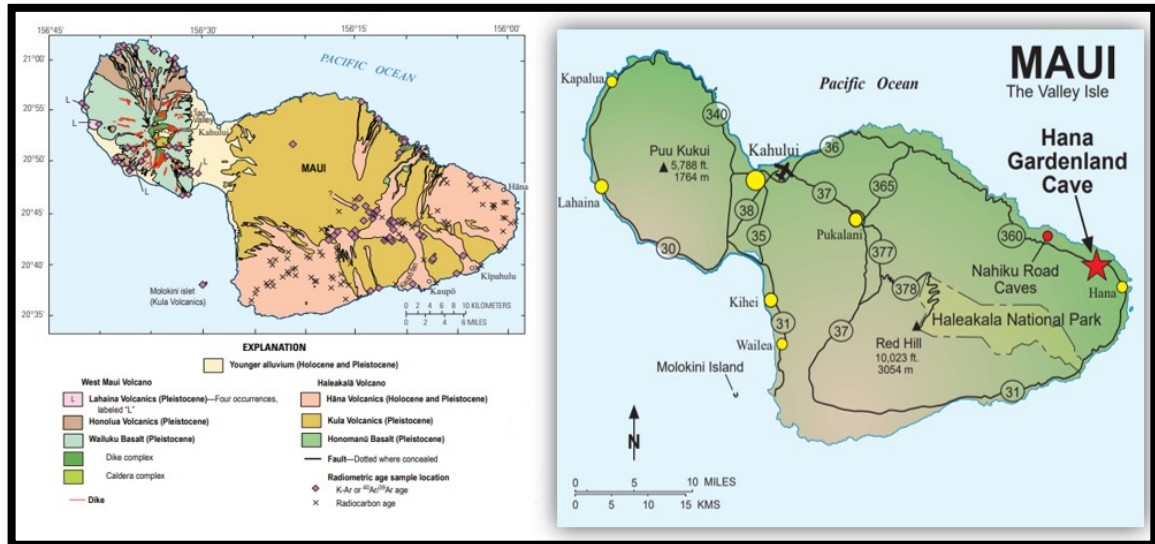 156°45'
156°30'
156°15'
156°00'
21°00'
20°55'
20°50'
20°45'
20°40'
20°35'
PACIFIC OCEAN
L
L
L
L
Kahului
MAUI
?
Hāna
Kīpahulu
Kaupō
Molokini islet
(Kula Volcanics)
0 2 4 6 8 10 KILOMETERS
0 2 4 6 MILES
EXPLANATION
Younger alluvium (Holocene and Pleistocene)
West Maui Volcano
L
Lahaina Volcanics (Pleistocene)—Four occurrences,
labeled "L"
Honolua Volcanics (Pleistocene)
Wailuku Basalt (Pleistocene)
Dike complex
Caldera complex
Dike
Haleakalā Volcano
Hāna Volcanics (Holocene and Pleistocene)
Kula Volcanics (Pleistocene)
Honomanū Basalt (Pleistocene)
Fault—Dotted where concealed
Radiometric age sample location
K-Ar or ⁴⁰Ar/³⁹Ar age
Radiocarbon age
MAUI
The Valley Isle
Pacific Ocean
Hana
Gardenland
Cave
Kapalua
340
Puu Kukui
5,788 ft.
1764 m
Kahului
36
Lahaina
38
37
365
35
Pukalani
30
377
360
Nahiku Road
Caves
Hana
378
Kihei
Haleakala National Park
31
37
Wailea
Red Hill
10,023 ft.
3054 m
Molokini Island
31
N
0 5 10 MILES
0 5 10 15 KMS